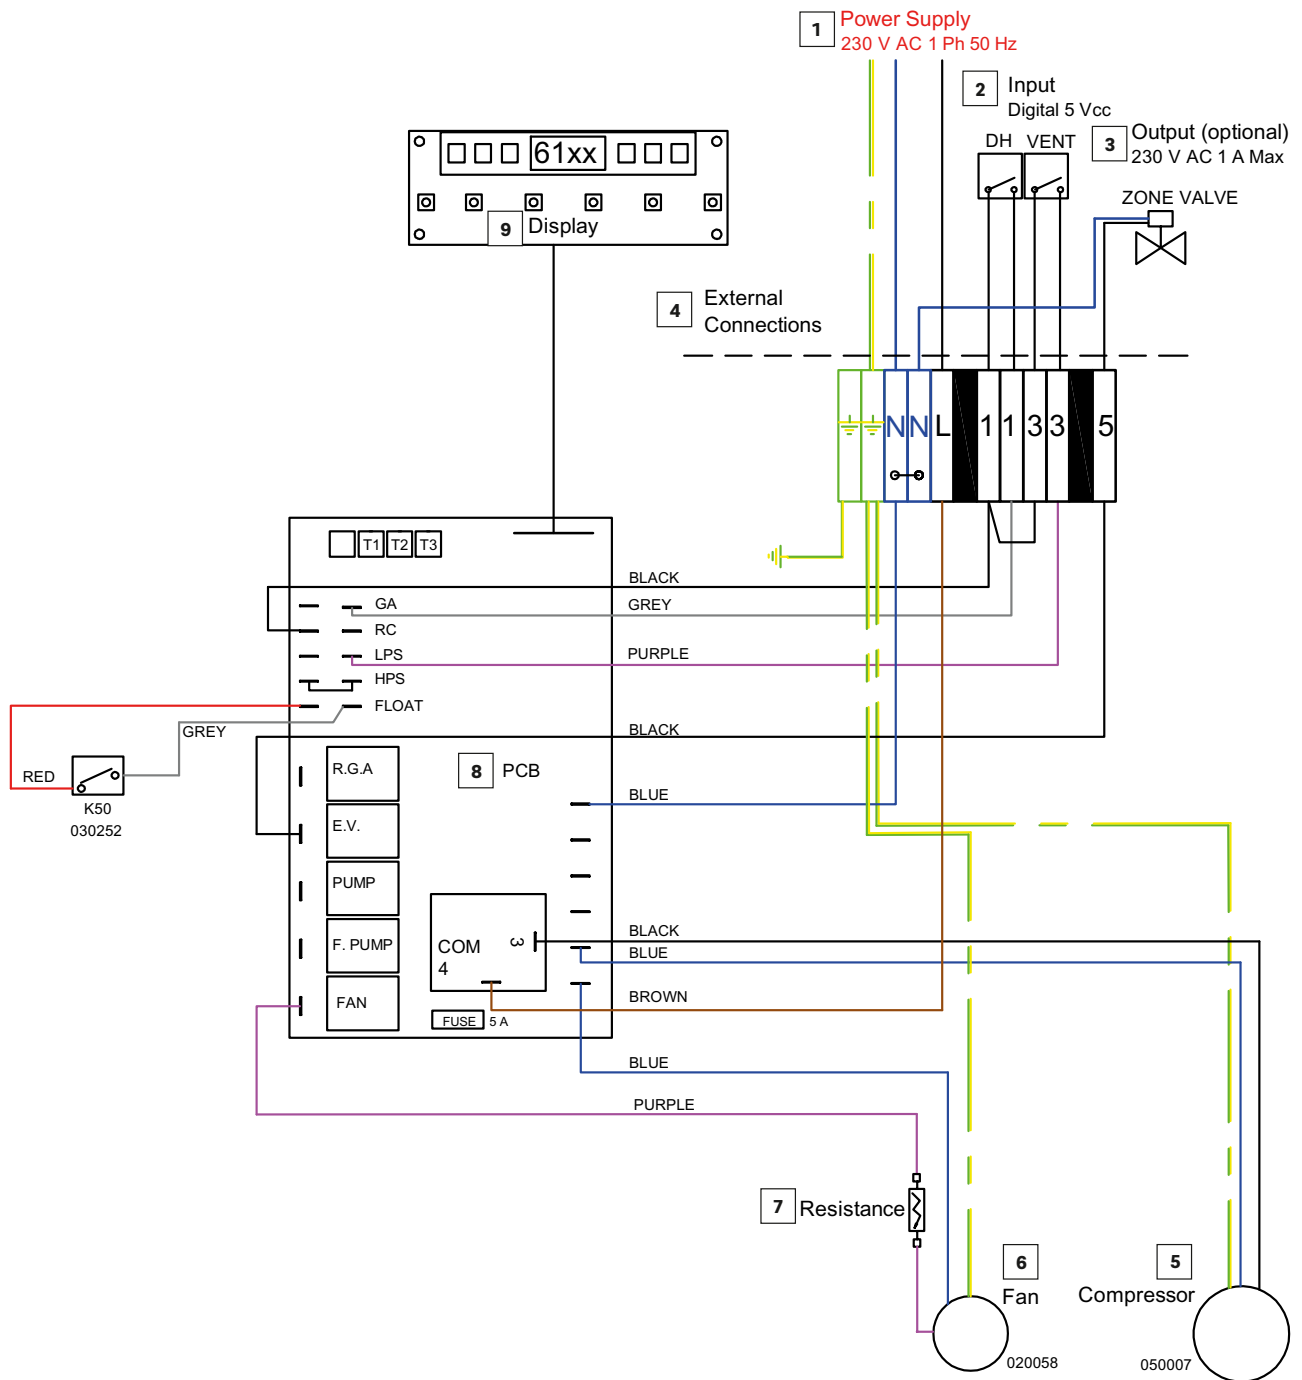 1 Power Supply
230 V AC 1 Ph 50 Hz
2 Input
Digital 5 Vcc
DH VENT
3 Output (optional)
230 V AC 1 A Max
ZONE VALVE
61xx
9 Display
4 External
Connections
N N L 1 1 3 3 5
T1 T2 T3
BLACK
GA
GREY
RC
LPS
PURPLE
HPS
FLOAT
GREY
BLACK
RED
K50
030252
R.G.A
8 PCB
BLUE
E.V.
PUMP
F. PUMP
FAN
COM
4
3
BLACK
BLUE
BROWN
FUSE 5 A
BLUE
PURPLE
7 Resistance
6
Fan
020058
5
Compressor
050007